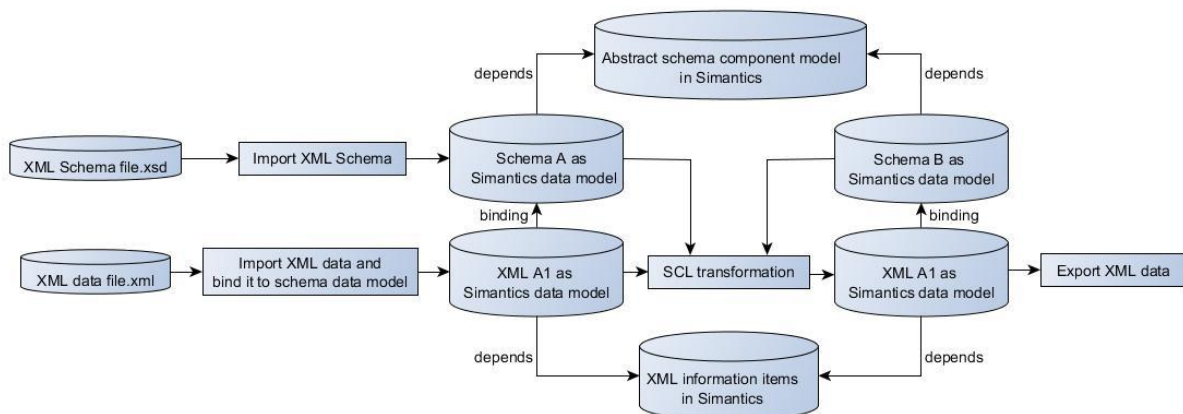 Abstract schema component model
in Simantics
depends
depends
XML Schema file.xsd
Import XML Schema
Schema A as
Simantics data model
Schema B as
Simantics data model
binding
binding
XML data file.xml
Import XML data and
bind it to schema data model
XML A1 as
Simantics data model
SCL transformation
XML A1 as
Simantics data model
Export XML data
depends
depends
XML information items
in Simantics